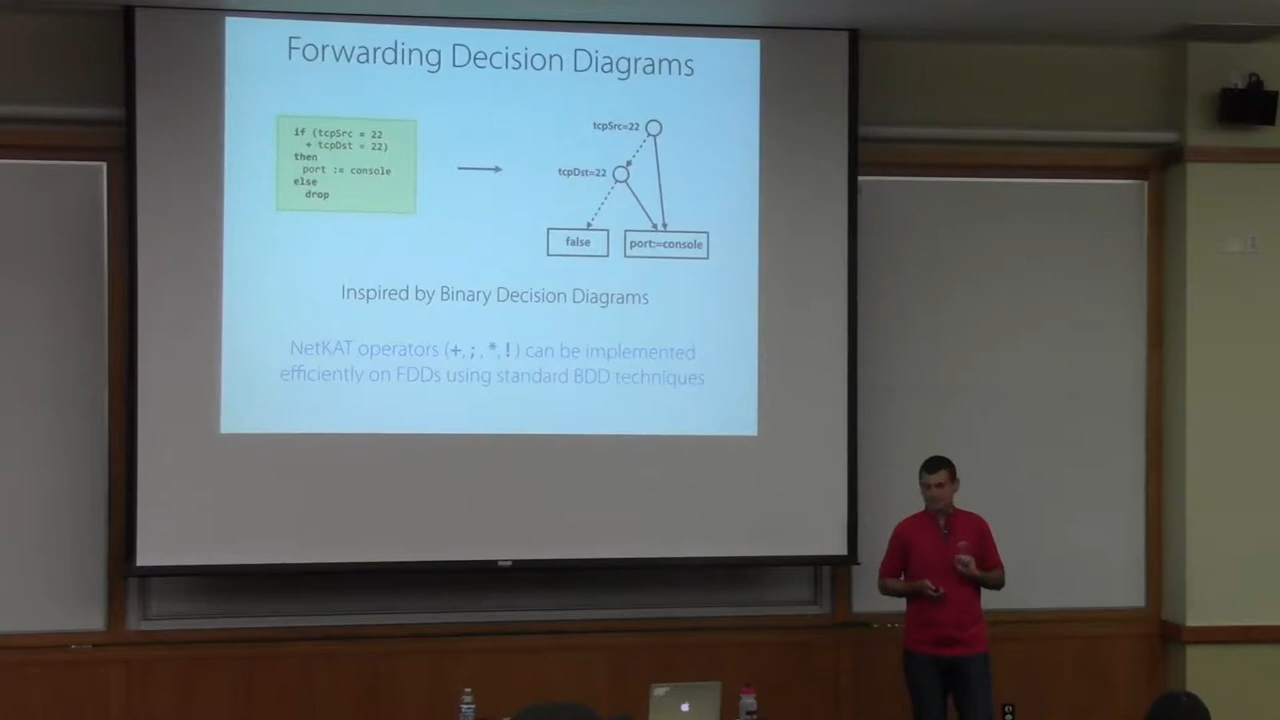 Forwarding Decision Diagrams
if (tcpSrc = 22
+ tcpDst = 22)
then
port := console
else
drop
tcpSrc=22
tcpDst=22
false
port:=console
Inspired by Binary Decision Diagrams
NetKAT operators (+, ; , *, ! ) can be implemented
efficiently on FDDs using standard BDD techniques